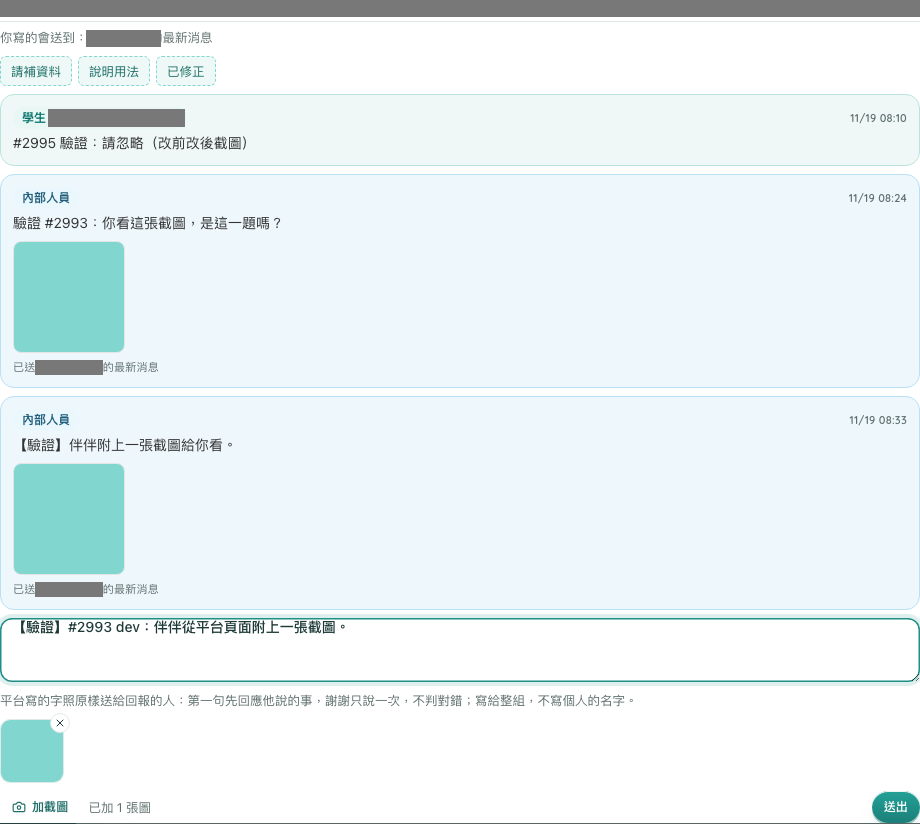 你寫的會送到：最新消息
請補資料 說明用法 已修正
學生 11/19 08:10
#2995 驗證：請忽略（改前改後截圖）
內部人員 11/19 08:24
驗證 #2993：你看這張截圖，是這一題嗎？
已送的最新消息
內部人員 11/19 08:33
【驗證】伴伴附上一張截圖給你看。
已送的最新消息
【驗證】#2993 dev：伴伴從平台頁面附上一張截圖。
平台寫的字照原樣送給回報的人：第一句先回應他說的事，謝謝只說一次，不判對錯；寫給整組，不寫個人的名字。
加截圖 已加 1 張圖 送出